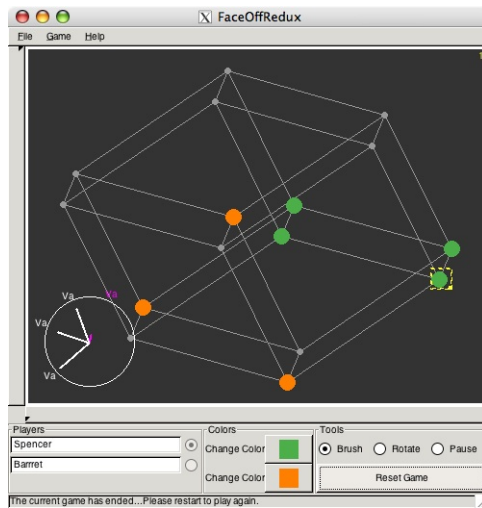 FaceOffRedux
File Game Help
Va
Va
Va
Va
Players Colors Tools
Spencer Change Color Brush Rotate Pause
Barrret Change Color Reset Game
The current game has ended...Please restart to play again.